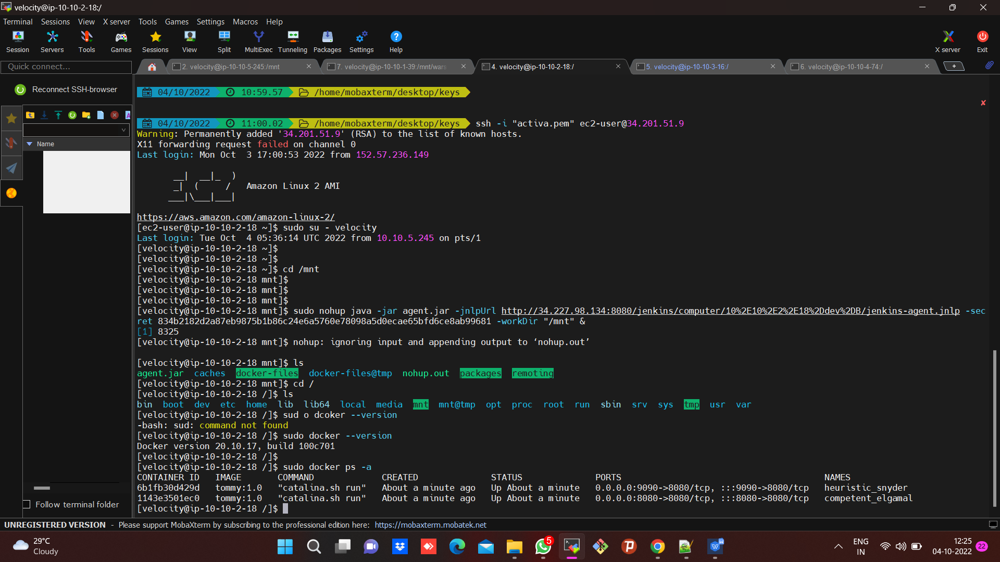 velocity@ip-10-10-2-18:/
Terminal Sessions View X server Tools Games Settings Macros Help
Session Servers Tools Games Sessions View Split MultiExec Tunneling Packages Settings Help X server Exit
Quick connect...
2. velocity@ip-10-10-5-245:/mnt
7. velocity@ip-10-10-1-39:/mnt/wars
4. velocity@ip-10-10-2-18:/
5. velocity@ip-10-10-3-16:/
6. velocity@ip-10-10-4-74:/
Reconnect SSH-browser
Name
Follow terminal folder
04/10/2022 10:59.57 /home/mobaxterm/desktop/keys
04/10/2022 11:00.02 /home/mobaxterm/desktop/keys ssh -i "activa.pem" ec2-user@34.201.51.9
Warning: Permanently added '34.201.51.9' (RSA) to the list of known hosts.
X11 forwarding request failed on channel 0
Last login: Mon Oct  3 17:00:53 2022 from 152.57.236.149
__|  __|_  )
_|  (     /   Amazon Linux 2 AMI
___|\___|___|
https://aws.amazon.com/amazon-linux-2/
[ec2-user@ip-10-10-2-18 ~]$ sudo su - velocity
Last login: Tue Oct  4 05:36:14 UTC 2022 from 10.10.5.245 on pts/1
[velocity@ip-10-10-2-18 ~]$
[velocity@ip-10-10-2-18 ~]$
[velocity@ip-10-10-2-18 ~]$ cd /mnt
[velocity@ip-10-10-2-18 mnt]$
[velocity@ip-10-10-2-18 mnt]$
[velocity@ip-10-10-2-18 mnt]$
[velocity@ip-10-10-2-18 mnt]$ sudo nohup java -jar agent.jar -jnlpUrl http://34.227.98.134:8080/jenkins/computer/10%2E10%2E2%2E18%2Ddev%2DB/jenkins-agent.jnlp -sec
ret 834b2182d2a87eb9875b1b86c24e6a5760e78098a5d0ecae65bfd6ce8ab99681 -workDir "/mnt" &
[1] 8325
[velocity@ip-10-10-2-18 mnt]$ nohup: ignoring input and appending output to ‘nohup.out’
[velocity@ip-10-10-2-18 mnt]$ ls
agent.jar  caches  docker-files  docker-files@tmp  nohup.out  packages  remoting
[velocity@ip-10-10-2-18 mnt]$ cd /
[velocity@ip-10-10-2-18 /]$ ls
bin  boot  dev  etc  home  lib  lib64  local  media  mnt  mnt@tmp  opt  proc  root  run  sbin  srv  sys  tmp  usr  var
[velocity@ip-10-10-2-18 /]$ sud o dcoker --version
-bash: sud: command not found
[velocity@ip-10-10-2-18 /]$ sudo docker --version
Docker version 20.10.17, build 100c701
[velocity@ip-10-10-2-18 /]$
[velocity@ip-10-10-2-18 /]$ sudo docker ps -a
CONTAINER ID   IMAGE       COMMAND             CREATED              STATUS              PORTS                                       NAMES
6b1fb30d429d   tommy:1.0   "catalina.sh run"   About a minute ago   Up About a minute   0.0.0.0:9090->8080/tcp, :::9090->8080/tcp   heuristic_snyder
1143e3501ec0   tommy:1.0   "catalina.sh run"   About a minute ago   Up About a minute   0.0.0.0:8080->8080/tcp, :::8080->8080/tcp   competent_elgamal
[velocity@ip-10-10-2-18 /]$
UNREGISTERED VERSION - Please support MobaXterm by subscribing to the professional edition here: https://mobaxterm.mobatek.net
29°C
Cloudy
5
ENG
IN
12:25
04-10-2022
22